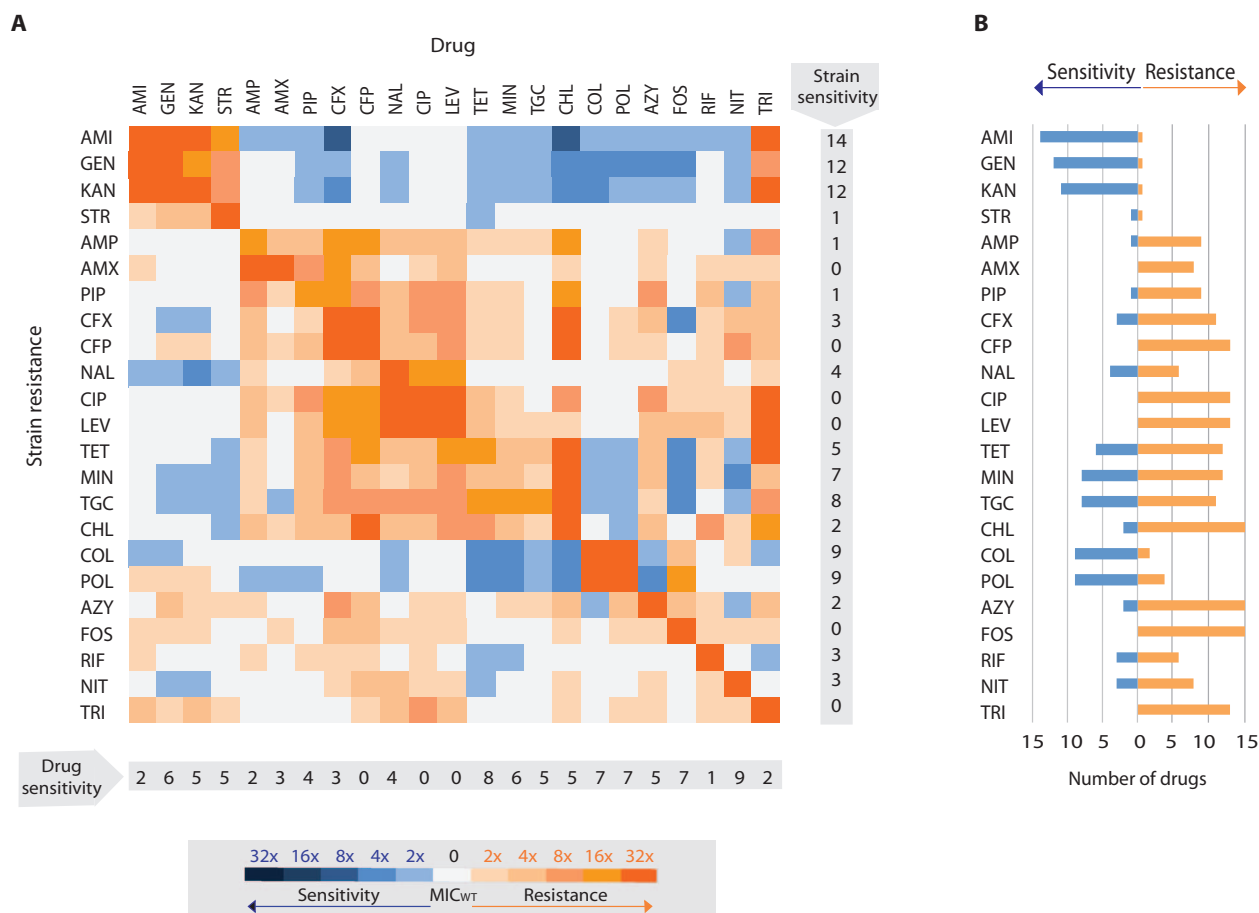 A
B
Drug
Sensitivity Resistance
Strain
sensitivity
AMI GEN KAN STR AMP AMX PIP CFX CFP NAL CIP LEV TET MIN TGC CHL COL POL AZY FOS RIF NIT TRI
Strain resistance
AMI 14
GEN 12
KAN 12
STR 1
AMP 1
AMX 0
PIP 1
CFX 3
CFP 0
NAL 4
CIP 0
LEV 0
TET 5
MIN 7
TGC 8
CHL 2
COL 9
POL 9
AZY 2
FOS 0
RIF 3
NIT 3
TRI 0
Drug
sensitivity
2 6 5 5 2 3 4 3 0 4 0 0 8 6 5 5 7 7 5 7 1 9 2
32x 16x 8x 4x 2x 0 2x 4x 8x 16x 32x
Sensitivity MICWT Resistance
AMI
GEN
KAN
STR
AMP
AMX
PIP
CFX
CFP
NAL
CIP
LEV
TET
MIN
TGC
CHL
COL
POL
AZY
FOS
RIF
NIT
TRI
15 10 5 0 5 10 15
Number of drugs